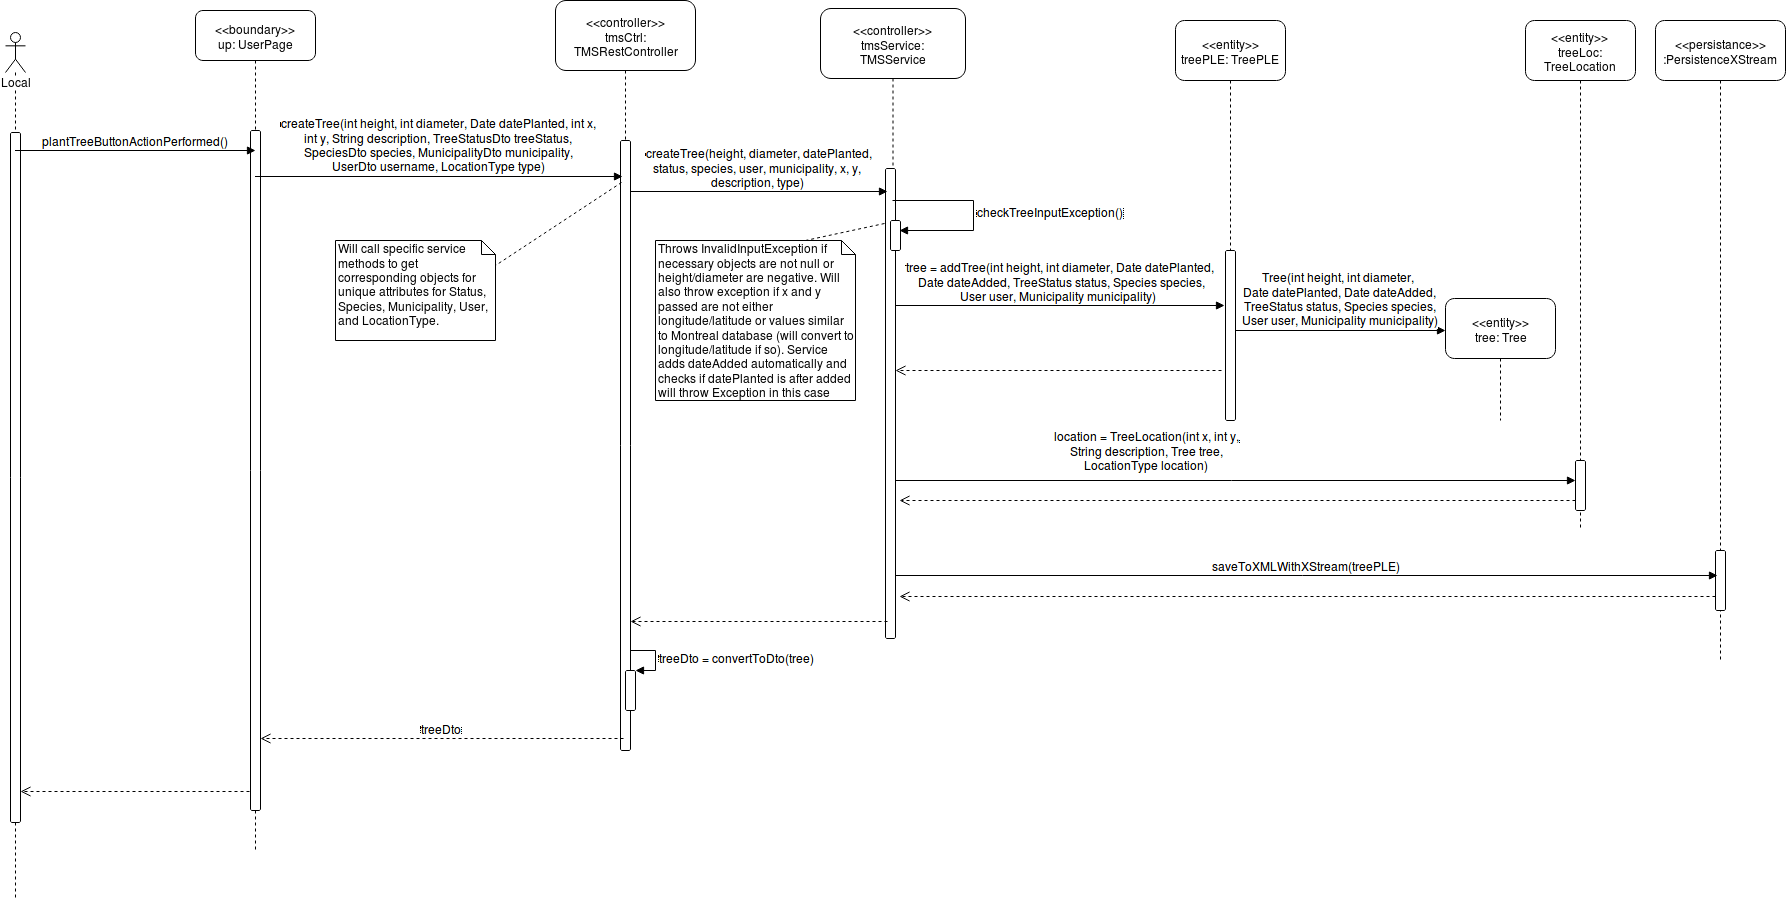 <<boundary>>
up: UserPage
<<controller>>
tmsCtrl:
TMSRestController
<<controller>>
tmsService:
TMSService
<<entity>>
treePLE: TreePLE
<<entity>>
treeLoc:
TreeLocation
<<persistance>>
:PersistenceXStream
Local
plantTreeButtonActionPerformed()
createTree(int height, int diameter, Date datePlanted, int x,
int y, String description, TreeStatusDto treeStatus,
SpeciesDto species, MunicipalityDto municipality,
UserDto username, LocationType type)
createTree(height, diameter, datePlanted,
status, species, user, municipality, x, y,
description, type)
checkTreeInputException()
Will call specific service
methods to get
corresponding objects for
unique attributes for Status,
Species, Municipality, User,
and LocationType.
Throws InvalidInputException if
necessary objects are not null or
height/diameter are negative. Will
also throw exception if x and y
passed are not either
longitude/latitude or values similar
to Montreal database (will convert to
longitude/latitude if so). Service
adds dateAdded automatically and
checks if datePlanted is after added
will throw Exception in this case
tree = addTree(int height, int diameter, Date datePlanted,
Date dateAdded, TreeStatus status, Species species,
User user, Municipality municipality)
Tree(int height, int diameter,
Date datePlanted, Date dateAdded,
TreeStatus status, Species species,
User user, Municipality municipality)
<<entity>>
tree: Tree
location = TreeLocation(int x, int y,
String description, Tree tree,
LocationType location)
saveToXMLWithXStream(treePLE)
treeDto = convertToDto(tree)
treeDto